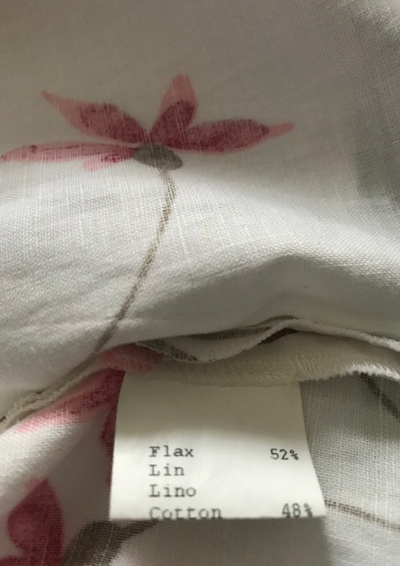 Flax 52%
Lin
Lino
Cotton 48%